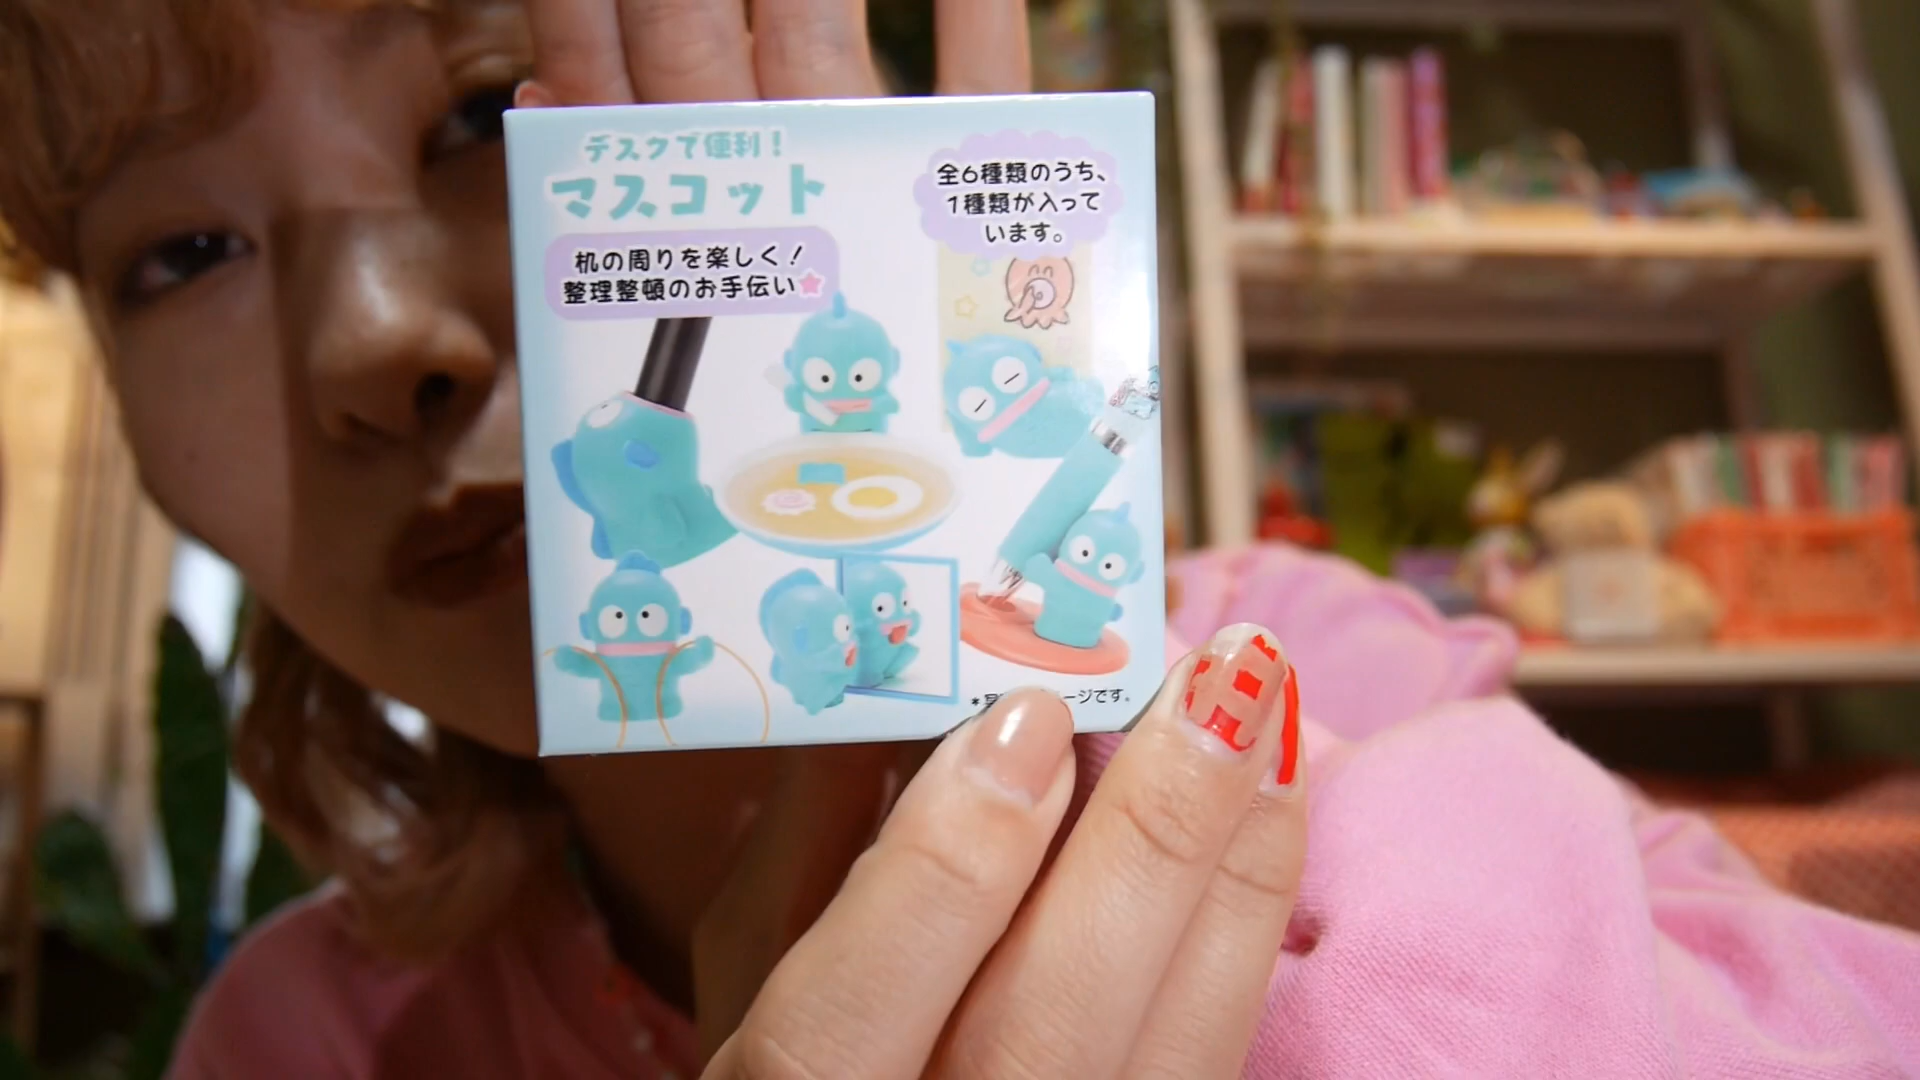 デスクで便利！
マスコット
机の周りを楽しく！
整理整頓のお手伝い
全6種類のうち、
1種類が入って
います。
*写 ージです。